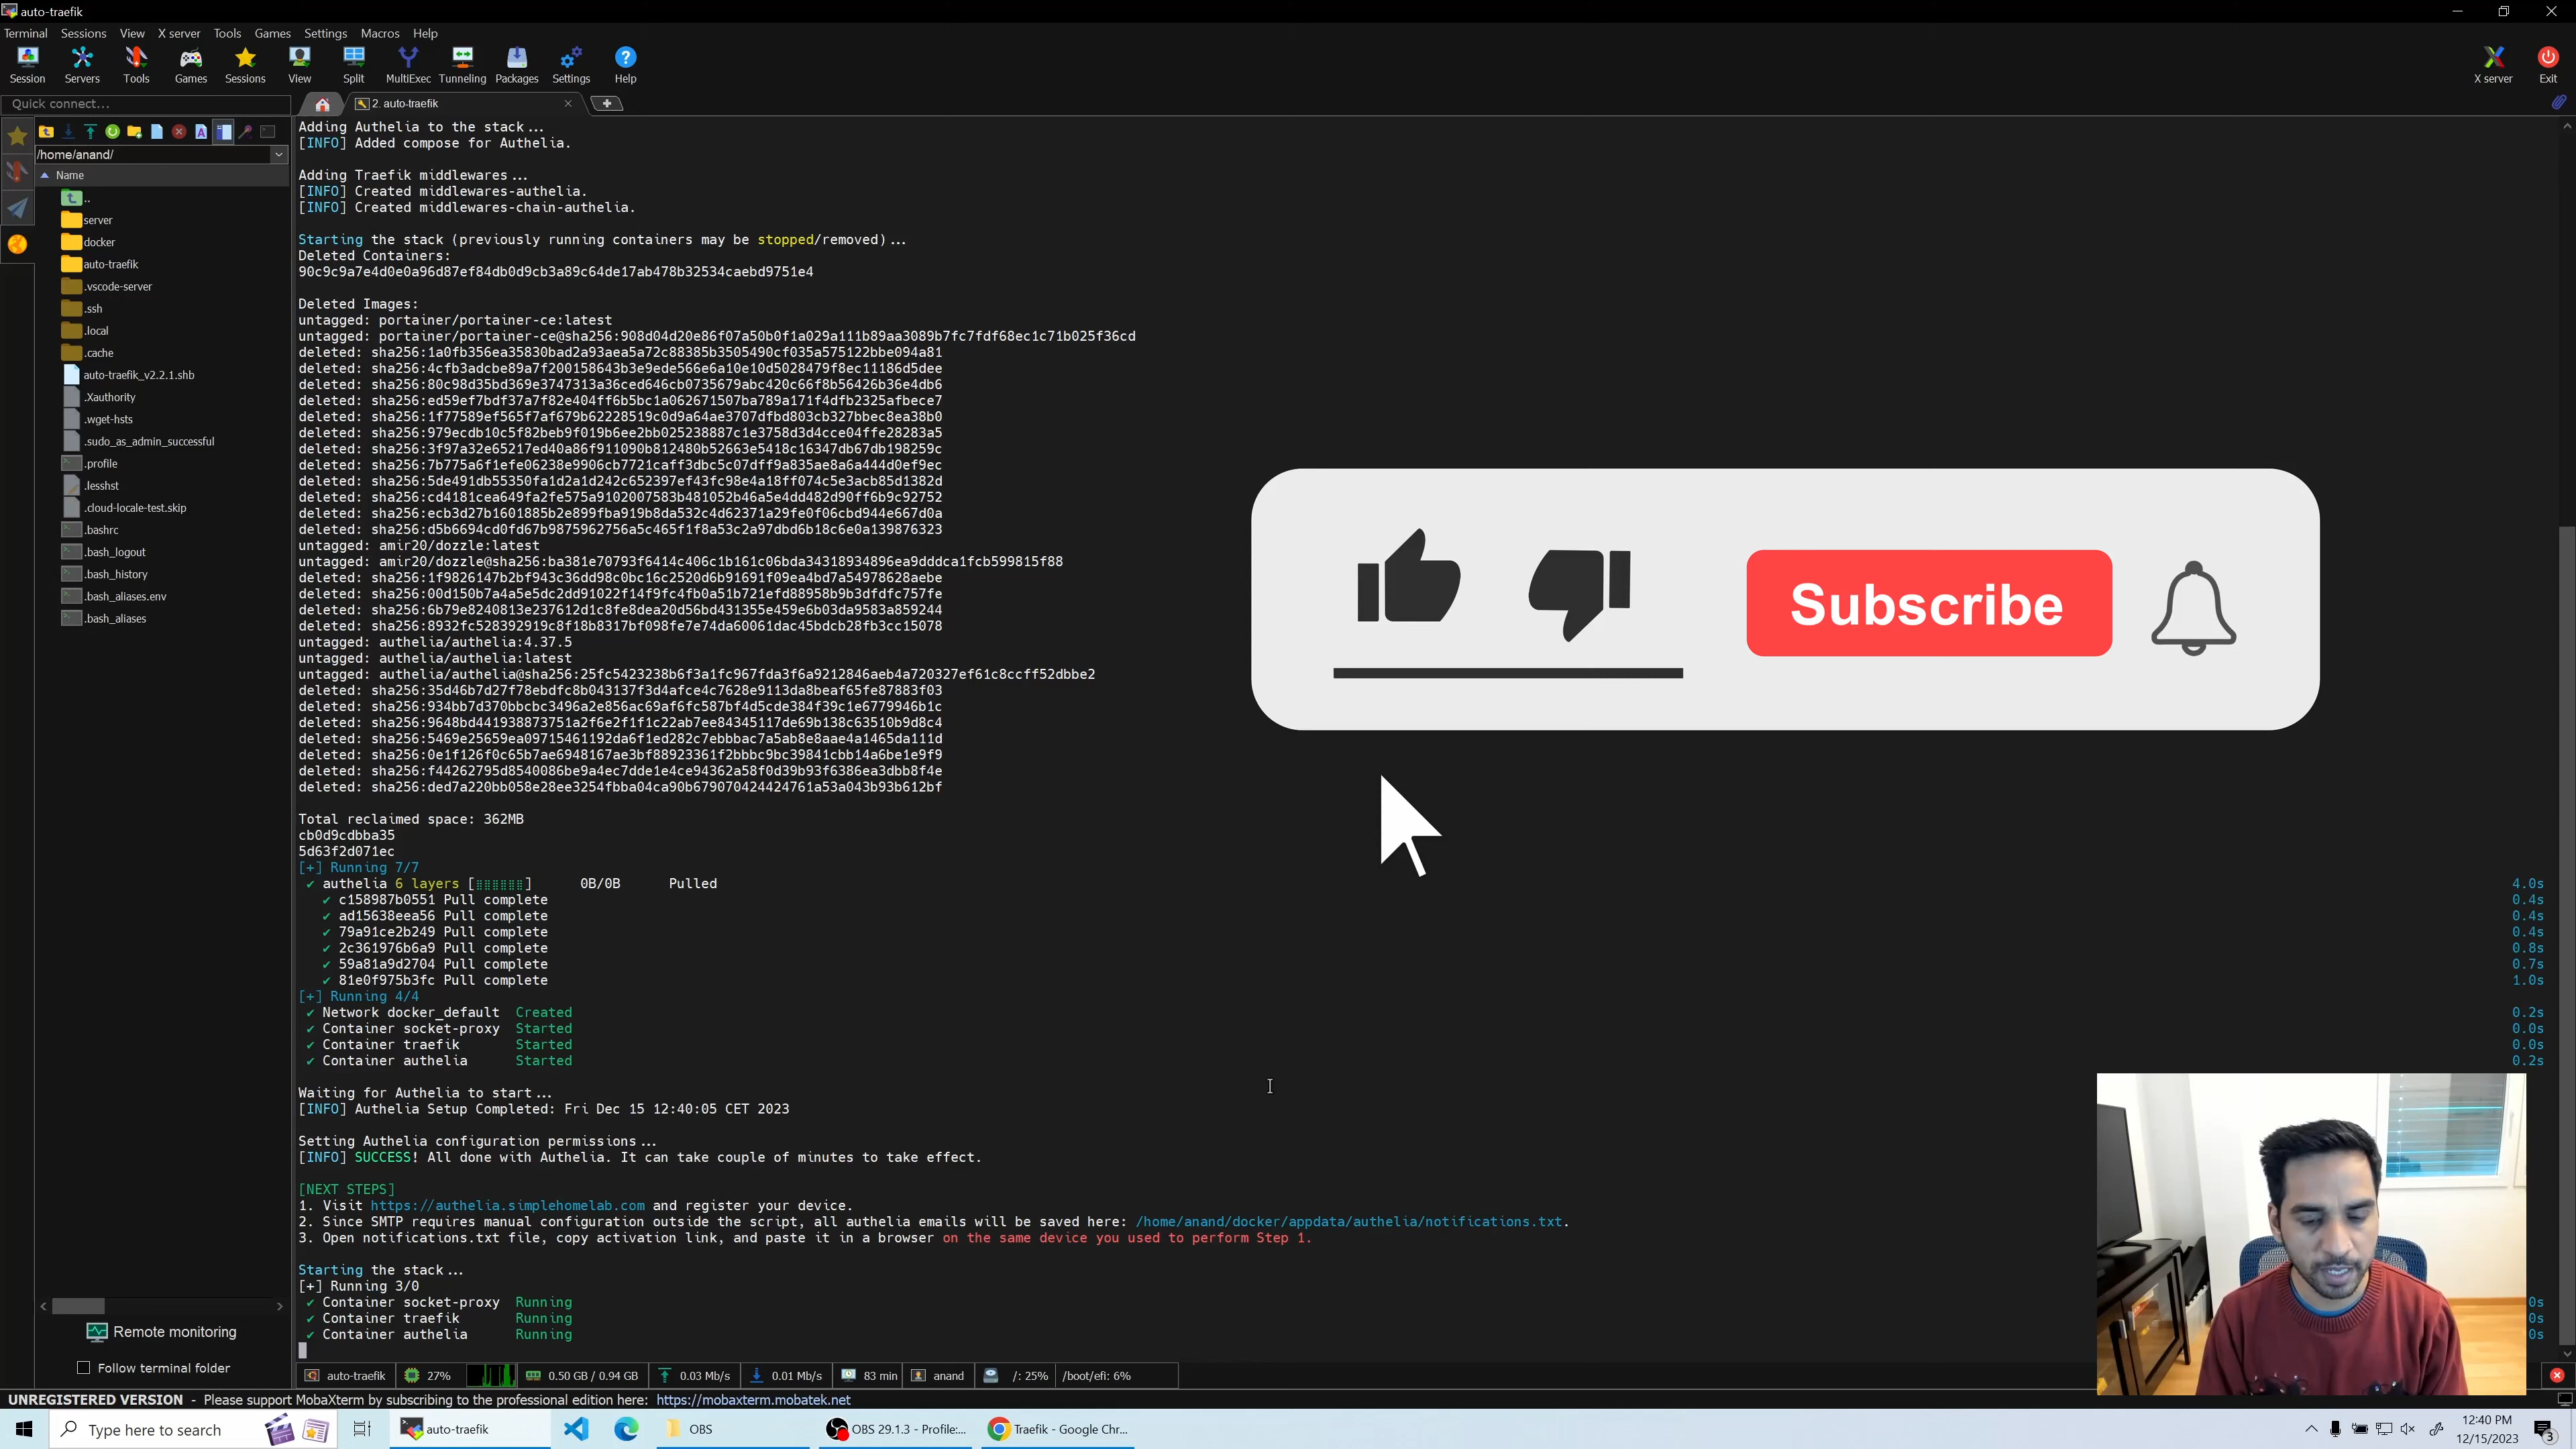 auto-traefik
Terminal Sessions View X server Tools Games Settings Macros Help
Session Servers Tools Games Sessions View Split MultiExec Tunneling Packages Settings Help X server Exit
Quick connect...
2. auto-traefik
/home/anand/
Name
..
server
docker
auto-traefik
.vscode-server
.ssh
.local
.cache
auto-traefik_v2.2.1.shb
.Xauthority
.wget-hsts
.sudo_as_admin_successful
.profile
.lesshst
.cloud-locale-test.skip
.bashrc
.bash_logout
.bash_history
.bash_aliases.env
.bash_aliases
Remote monitoring
Follow terminal folder
Adding Authelia to the stack...
[INFO] Added compose for Authelia.
Adding Traefik middlewares...
[INFO] Created middlewares-authelia.
[INFO] Created middlewares-chain-authelia.
Starting the stack (previously running containers may be stopped/removed)...
Deleted Containers:
90c9c9a7e4d0e0a96d87ef84db0d9cb3a89c64de17ab478b32534caebd9751e4
Deleted Images:
untagged: portainer/portainer-ce:latest
untagged: portainer/portainer-ce@sha256:908d04d20e86f07a50b0f1a029a111b89aa3089b7fc7fdf68ec1c71b025f36cd
deleted: sha256:1a0fb356ea35830bad2a93aea5a72c88385b3505490cf035a575122bbe094a81
deleted: sha256:4cfb3adcbe89a7f200158643b3e9ede566e6a10e10d5028479f8ec11186d5dee
deleted: sha256:80c98d35bd369e3747313a36ced646cb0735679abc420c66f8b56426b36e4db6
deleted: sha256:ed59ef7bdf37a7f82e404ff6b5bc1a062671507ba789a171f4dfb2325afbece7
deleted: sha256:1f77589ef565f7af679b62228519c0d9a64ae3707dfbd803cb327bbec8ea38b0
deleted: sha256:979ecdb10c5f82beb9f019b6ee2bb025238887c1e3758d3d4cce04ffe28283a5
deleted: sha256:3f97a32e65217ed40a86f911090b812480b52663e5418c16347db67db198259c
deleted: sha256:7b775a6f1efe06238e9906cb7721caff3dbc5c07dff9a835ae8a6a444d0ef9ec
deleted: sha256:5de491db55350fa1d2a1d242c652397ef43fc98e4a18ff074c5e3acb85d1382d
deleted: sha256:cd4181cea649fa2fe575a9102007583b481052b46a5e4dd482d90ff6b9c92752
deleted: sha256:ecb3d27b1601885b2e899fba919b8da532c4d62371a29fe0f06cbd944e667d0a
deleted: sha256:d5b6694cd0fd67b9875962756a5c465f1f8a53c2a97dbd6b18c6e0a139876323
untagged: amir20/dozzle:latest
untagged: amir20/dozzle@sha256:ba381e70793f6414c406c1b161c06bda34318934896ea9dddca1fcb599815f88
deleted: sha256:1f9826147b2bf943c36dd98c0bc16c2520d6b91691f09ea4bd7a54978628aebe
deleted: sha256:00d150b7a4a5e5dc2dd91022f14f9fc4fb0a51b721efd88958b9b3dfdfc757fe
deleted: sha256:6b79e8240813e237612d1c8fe8dea20d56bd431355e459e6b03da9583a859244
deleted: sha256:8932fc528392919c8f18b8317bf098fe7e74da60061dac45bdcb28fb3cc15078
untagged: authelia/authelia:4.37.5
untagged: authelia/authelia:latest
untagged: authelia/authelia@sha256:25fc5423238b6f3a1fc967fda3f6a9212846aeb4a720327ef61c8ccff52dbbe2
deleted: sha256:35d46b7d27f78ebdfc8b043137f3d4afce4c7628e9113da8beaf65fe87883f03
deleted: sha256:934bb7d370bbcbc3496a2e856ac69af6fc587bf4d5cde384f39c1e6779946b1c
deleted: sha256:9648bd441938873751a2f6e2f1f1c22ab7ee84345117de69b138c63510b9d8c4
deleted: sha256:5469e25659ea09715461192da6f1ed282c7ebbbac7a5ab8e8aae4a1465da111d
deleted: sha256:0e1f126f0c65b7ae6948167ae3bf88923361f2bbbc9bc39841cbb14a6be1e9f9
deleted: sha256:f44262795d8540086be9a4ec7dde1e4ce94362a58f0d39b93f6386ea3dbb8f4e
deleted: sha256:ded7a220bb058e28ee3254fbba04ca90b679070424424761a53a043b93b612bf
Total reclaimed space: 362MB
cb0d9cdbba35
5d63f2d071ec
[+] Running 7/7
✔ authelia 6 layers [⣿⣿⣿⣿⣿⣿] 0B/0B Pulled 4.0s
✔ c158987b0551 Pull complete 0.4s
✔ ad15638eea56 Pull complete 0.4s
✔ 79a91ce2b249 Pull complete 0.4s
✔ 2c361976b6a9 Pull complete 0.8s
✔ 59a81a9d2704 Pull complete 0.7s
✔ 81e0f975b3fc Pull complete 1.0s
[+] Running 4/4
✔ Network docker_default Created 0.2s
✔ Container socket-proxy Started 0.0s
✔ Container traefik Started 0.0s
✔ Container authelia Started 0.2s
Waiting for Authelia to start...
[INFO] Authelia Setup Completed: Fri Dec 15 12:40:05 CET 2023
Setting Authelia configuration permissions...
[INFO] SUCCESS! All done with Authelia. It can take couple of minutes to take effect.
[NEXT STEPS]
1. Visit https://authelia.simplehomelab.com and register your device.
2. Since SMTP requires manual configuration outside the script, all authelia emails will be saved here: /home/anand/docker/appdata/authelia/notifications.txt.
3. Open notifications.txt file, copy activation link, and paste it in a browser on the same device you used to perform Step 1.
Starting the stack...
[+] Running 3/0
✔ Container socket-proxy Running 0s
✔ Container traefik Running 0s
✔ Container authelia Running 0s
Subscribe
auto-traefik 27% 0.50 GB / 0.94 GB 0.03 Mb/s 0.01 Mb/s 83 min anand /: 25% /boot/efi: 6%
UNREGISTERED VERSION - Please support MobaXterm by subscribing to the professional edition here: https://mobaxterm.mobatek.net
Type here to search auto-traefik OBS OBS 29.1.3 - Profile:... Traefik - Google Chr... 12:40 PM
12/15/2023 3